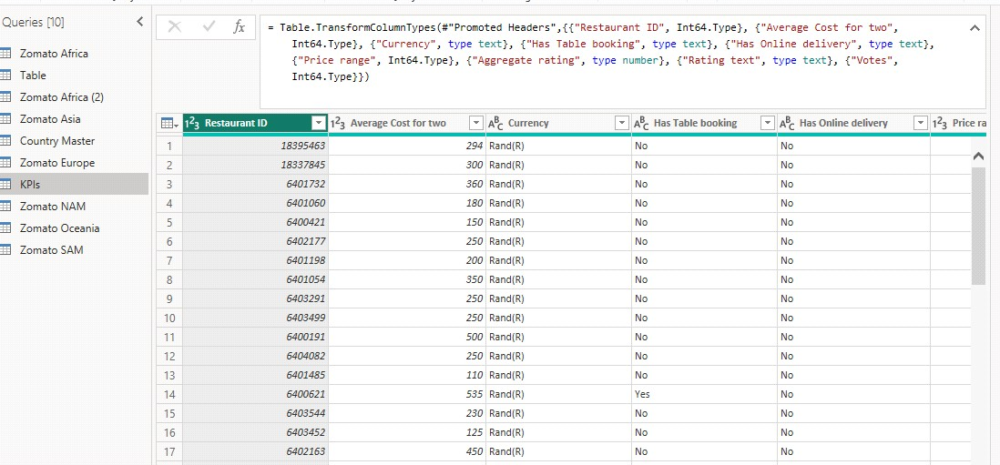 Queries [10]
Zomato Africa
Table
Zomato Africa (2)
Zomato Asia
Country Master
Zomato Europe
KPIs
Zomato NAM
Zomato Oceania
Zomato SAM
fx
= Table.TransformColumnTypes(#"Promoted Headers",{{"Restaurant ID", Int64.Type}, {"Average Cost for two",
Int64.Type}, {"Currency", type text}, {"Has Table booking", type text}, {"Has Online delivery", type text},
{"Price range", Int64.Type}, {"Aggregate rating", type number}, {"Rating text", type text}, {"Votes",
Int64.Type}})
123 Restaurant ID 123 Average Cost for two ABC Currency ABC Has Table booking ABC Has Online delivery 123 Price ra
1 18395463 294 Rand(R) No No
2 18337845 300 Rand(R) No No
3 6401732 360 Rand(R) No No
4 6401060 180 Rand(R) No No
5 6400421 150 Rand(R) No No
6 6402177 250 Rand(R) No No
7 6401198 200 Rand(R) No No
8 6401054 350 Rand(R) No No
9 6403291 250 Rand(R) No No
10 6403499 250 Rand(R) No No
11 6400191 500 Rand(R) No No
12 6404082 250 Rand(R) No No
13 6401485 110 Rand(R) No No
14 6400621 535 Rand(R) Yes No
15 6403544 230 Rand(R) No No
16 6403452 125 Rand(R) No No
17 6402163 450 Rand(R) No No